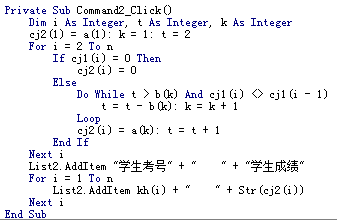 Private Sub Command2_Click()
    Dim i As Integer, t As Integer, k As Integer
    cj2(1) = a(1): k = 1: t = 2
    For i = 2 To n
        If cj1(i) = 0 Then
            cj2(i) = 0
        Else
            Do While t > b(k) And cj1(i) <> cj1(i - 1)
                t = t - b(k): k = k + 1
            Loop
            cj2(i) = a(k): t = t + 1
        End If
    Next i
    List2.AddItem "学生考号" + "    " + "学生成绩"
    For i = 1 To n
        List2.AddItem kh(i) + "    " + Str(cj2(i))
    Next i
End Sub